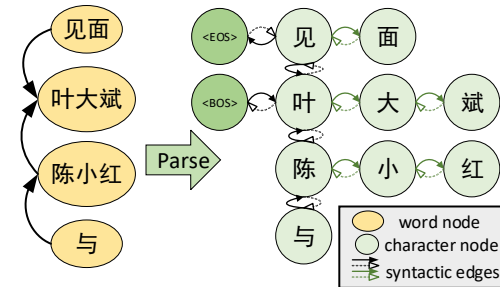 见面
叶大斌
陈小红
与
Parse
<EOS> 见 面
<BOS> 叶 大 斌
陈 小 红
与
word node
character node
syntactic edges